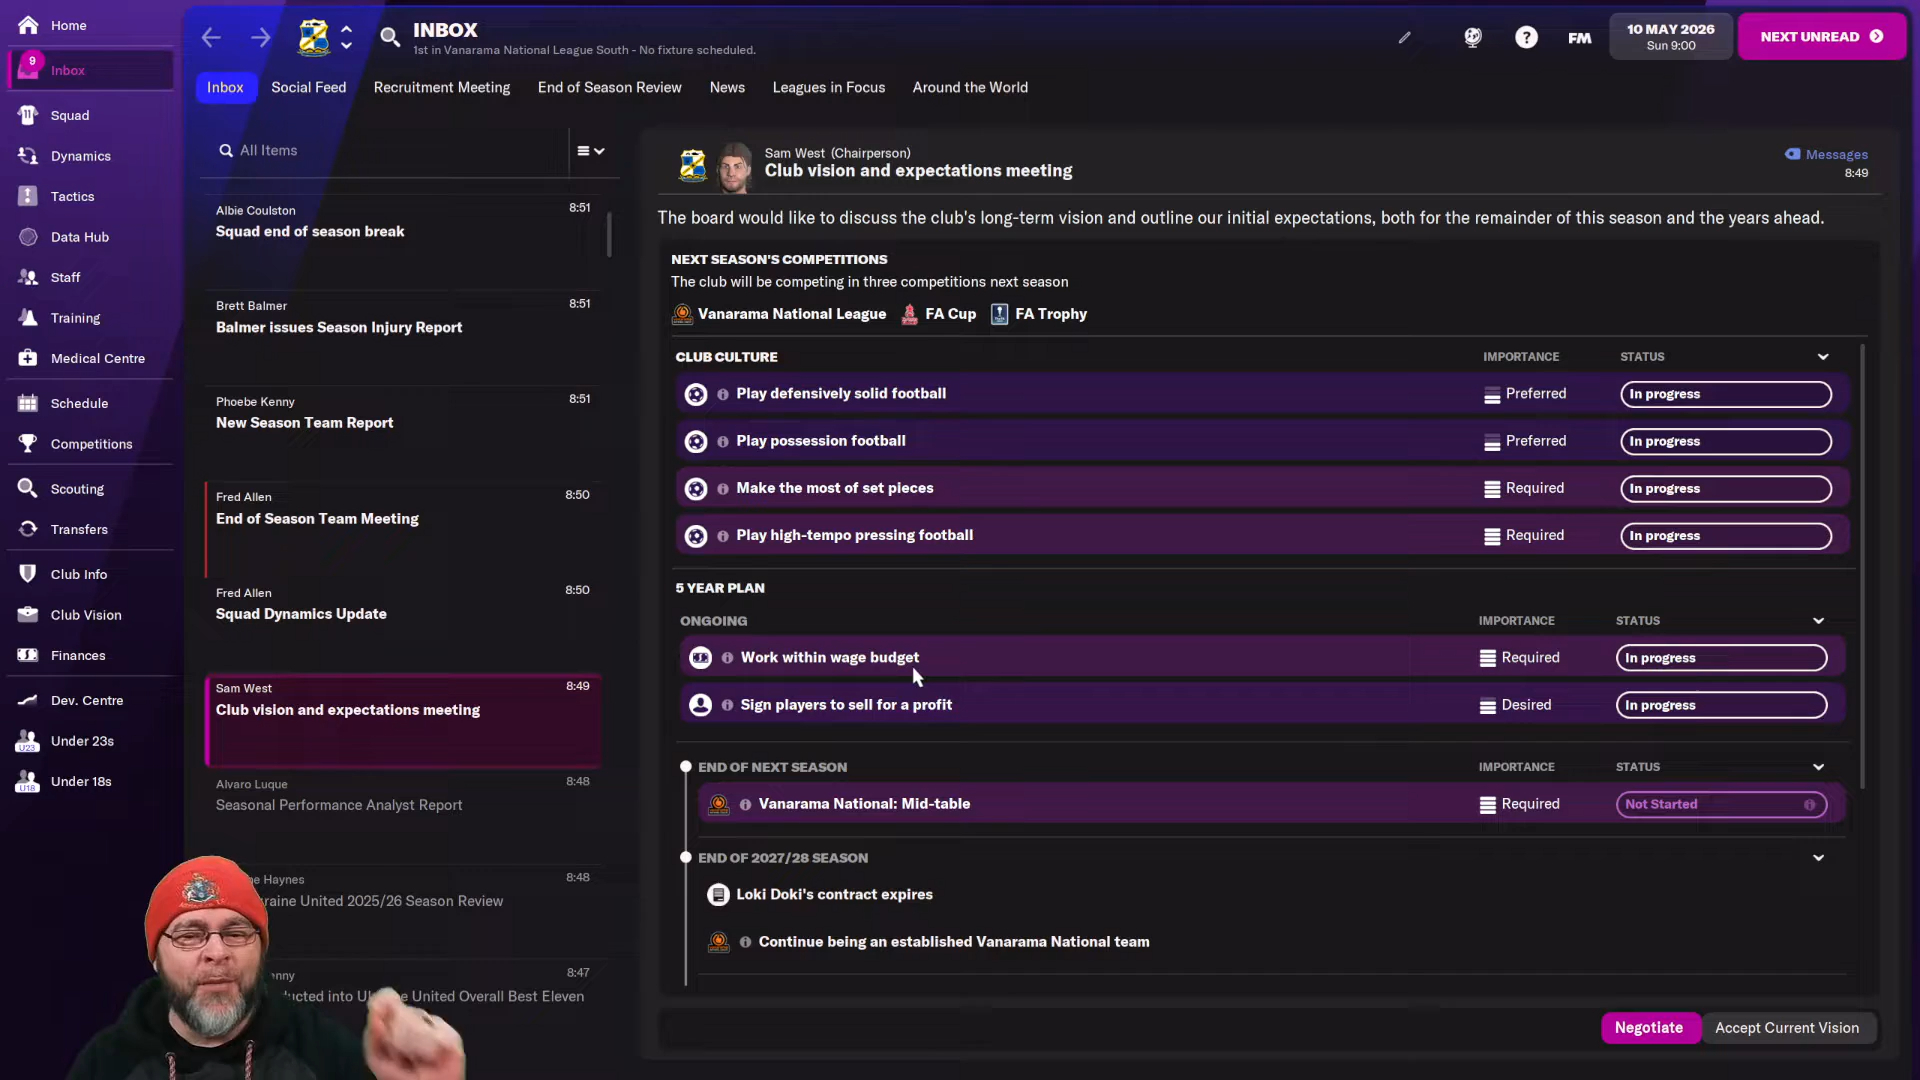 Home
9
Inbox
Squad
Dynamics
Tactics
Data Hub
Staff
Training
Medical Centre
Schedule
Competitions
Scouting
Transfers
Club Info
Club Vision
Finances
Dev. Centre
U23
Under 23s
U18
Under 18s
INBOX
1st in Vanarama National League South - No fixture scheduled.
?
FM
10 MAY 2026
Sun 9:00
NEXT UNREAD
Inbox
Social Feed
Recruitment Meeting
End of Season Review
News
Leagues in Focus
Around the World
All Items
Albie Coulston 8:51
Squad end of season break
Brett Balmer 8:51
Balmer issues Season Injury Report
Phoebe Kenny 8:51
New Season Team Report
Fred Allen 8:50
End of Season Team Meeting
Fred Allen 8:50
Squad Dynamics Update
Sam West 8:49
Club vision and expectations meeting
Alvaro Luque 8:48
Seasonal Performance Analyst Report
ne Haynes 8:48
raine United 2025/26 Season Review
enny 8:47
ucted into Uk e United Overall Best Eleven
Sam West (Chairperson)
Club vision and expectations meeting
Messages
8:49
The board would like to discuss the club's long-term vision and outline our initial expectations, both for the remainder of this season and the years ahead.
NEXT SEASON'S COMPETITIONS
The club will be competing in three competitions next season
Vanarama National League FA Cup FA Trophy
CLUB CULTURE IMPORTANCE STATUS
Play defensively solid football Preferred In progress
Play possession football Preferred In progress
Make the most of set pieces Required In progress
Play high-tempo pressing football Required In progress
5 YEAR PLAN
ONGOING IMPORTANCE STATUS
Work within wage budget Required In progress
Sign players to sell for a profit Desired In progress
END OF NEXT SEASON IMPORTANCE STATUS
Vanarama National: Mid-table Required Not Started
END OF 2027/28 SEASON
Loki Doki's contract expires
Continue being an established Vanarama National team
Negotiate
Accept Current Vision